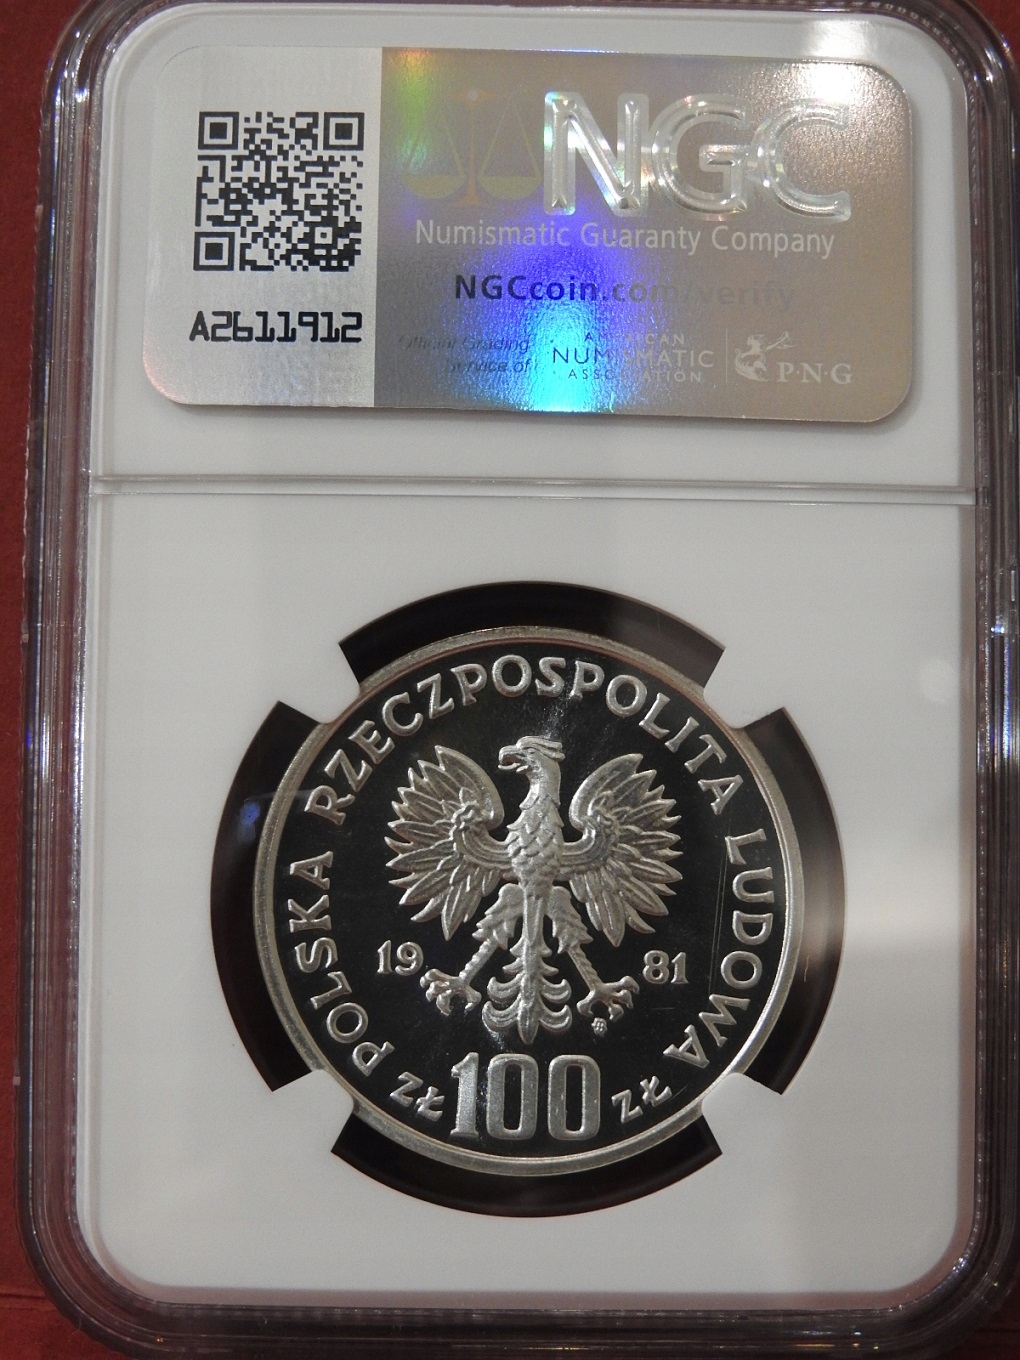 NGC
Numismatic Guaranty Company
NGCcoin.com/verify
A2611912
Official Grading
Service of
AMERICAN
NUMISMATIC
ASSOCIATION
P·N·G
POLSKA RZECZPOSPOLITA LUDOWA
19 81
ZŁ 100 ZŁ